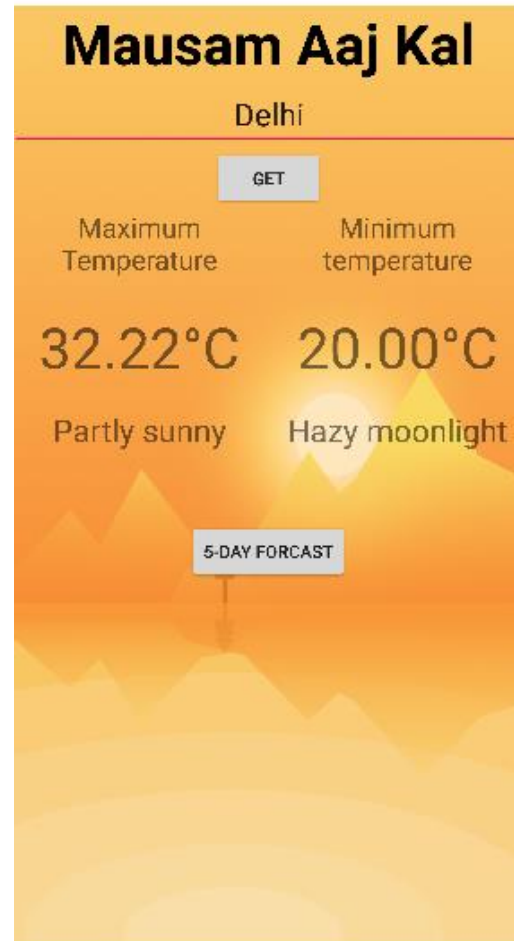 Mausam Aaj Kal
Delhi
GET
Maximum
Temperature
Minimum
temperature
32.22°C
20.00°C
Partly sunny
Hazy moonlight
5-DAY FORCAST